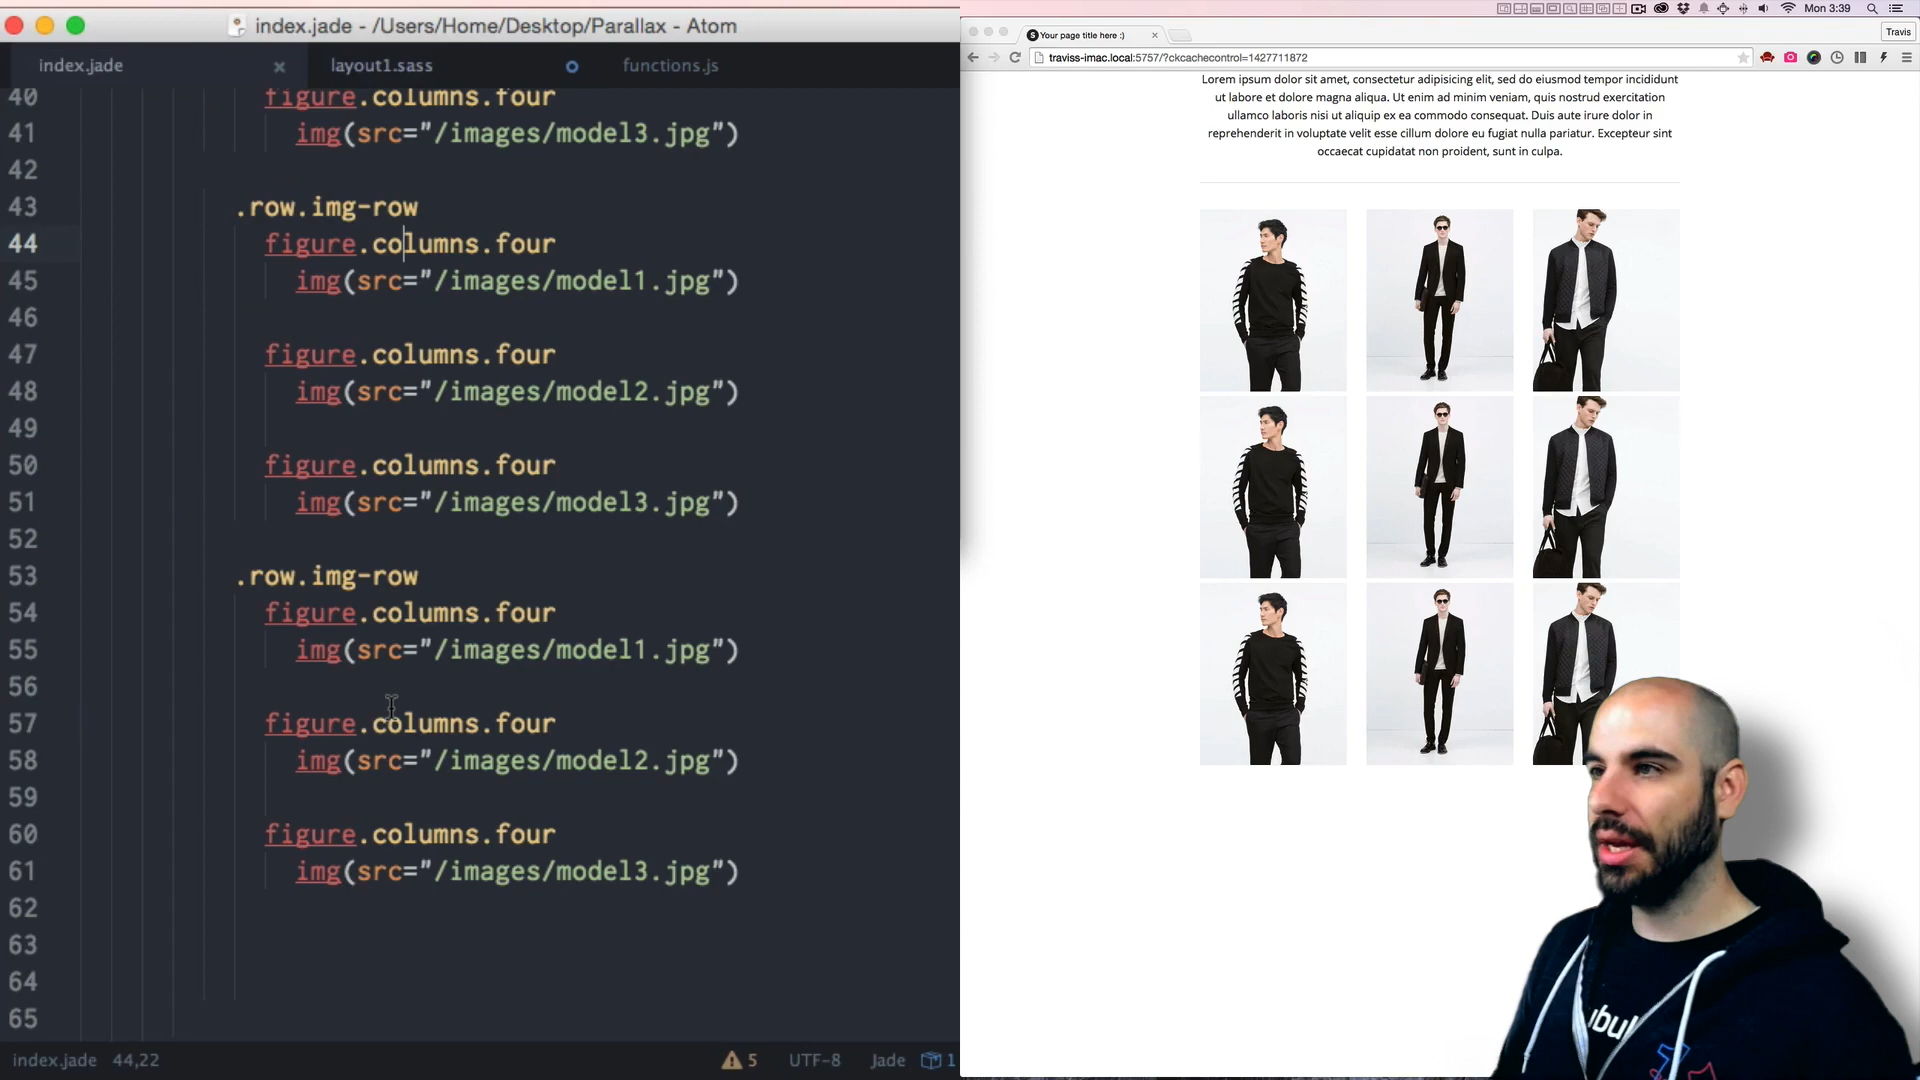 index.jade - /Users/Home/Desktop/Parallax - Atom
index.jade
layout1.sass
functions.js
40 figure.columns.four
41 img(src="/images/model3.jpg")
42
43 .row.img-row
44 figure.columns.four
45 img(src="/images/model1.jpg")
46
47 figure.columns.four
48 img(src="/images/model2.jpg")
49
50 figure.columns.four
51 img(src="/images/model3.jpg")
52
53 .row.img-row
54 figure.columns.four
55 img(src="/images/model1.jpg")
56
57 figure.columns.four
58 img(src="/images/model2.jpg")
59
60 figure.columns.four
61 img(src="/images/model3.jpg")
62
63
64
65
index.jade 44,22 5 UTF-8 Jade 1
Mon 3:39
Your page title here :)
Travis
traviss-imac.local:5757/?ckcachecontrol=1427711872
Lorem ipsum dolor sit amet, consectetur adipisicing elit, sed do eiusmod tempor incididunt
ut labore et dolore magna aliqua. Ut enim ad minim veniam, quis nostrud exercitation
ullamco laboris nisi ut aliquip ex ea commodo consequat. Duis aute irure dolor in
reprehenderit in voluptate velit esse cillum dolore eu fugiat nulla pariatur. Excepteur sint
occaecat cupidatat non proident, sunt in culpa.